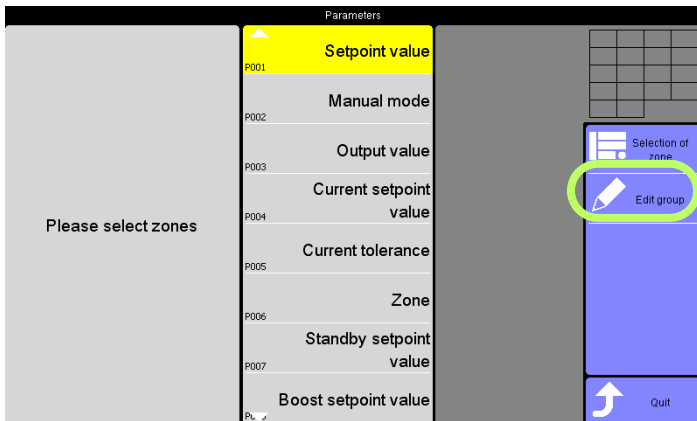 Parameters
Please select zones
Setpoint value
P001
Manual mode
P002
Output value
P003
Current setpoint
value
P004
Current tolerance
P005
Zone
P006
Standby setpoint
value
P007
Boost setpoint value
Selection of
zone
Edit group
Quit